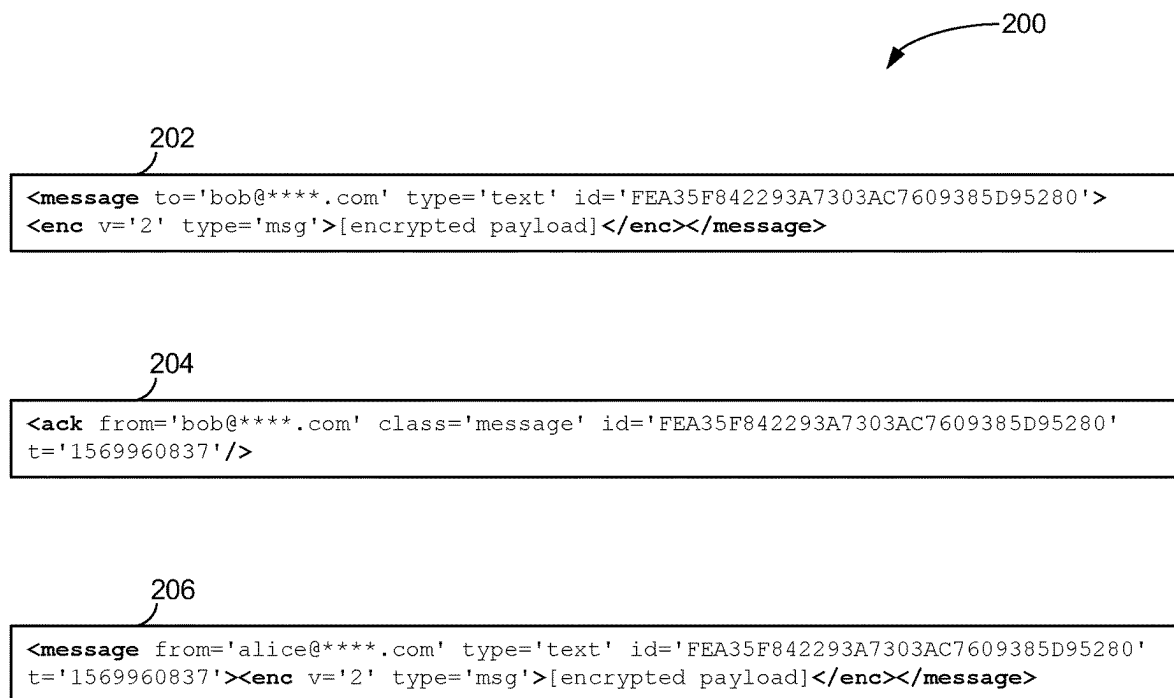 200
202
<message to='bob@****.com' type='text' id='FEA35F842293A7303AC7609385D95280'>
<enc v='2' type='msg'>[encrypted payload]</enc></message>
204
<ack from='bob@****.com' class='message' id='FEA35F842293A7303AC7609385D95280'
t='1569960837'/>
206
<message from='alice@****.com' type='text' id='FEA35F842293A7303AC7609385D95280'
t='1569960837'><enc v='2' type='msg'>[encrypted payload]</enc></message>